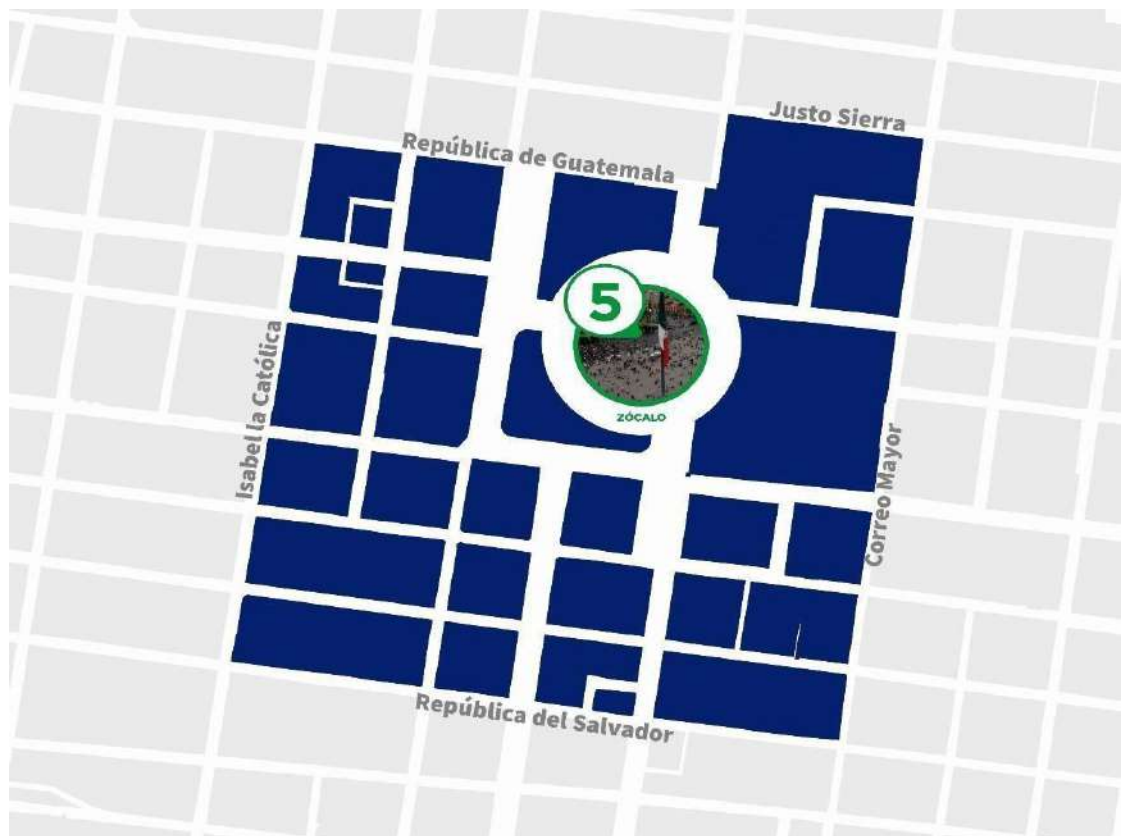 Justo Sierra
República de Guatemala
5
ZÓCALO
Isabel la Católica
Correo Mayor
República del Salvador